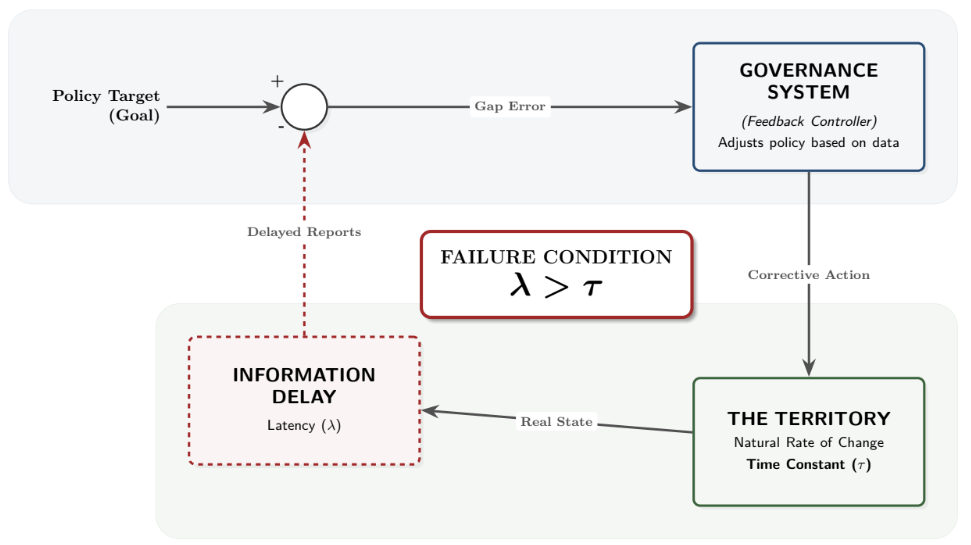 Policy Target
(Goal)
+
-
Gap Error
GOVERNANCE
SYSTEM
(Feedback Controller)
Adjusts policy based on data
Delayed Reports
FAILURE CONDITION
λ > τ
Corrective Action
INFORMATION
DELAY
Latency (λ)
Real State
THE TERRITORY
Natural Rate of Change
Time Constant (τ)